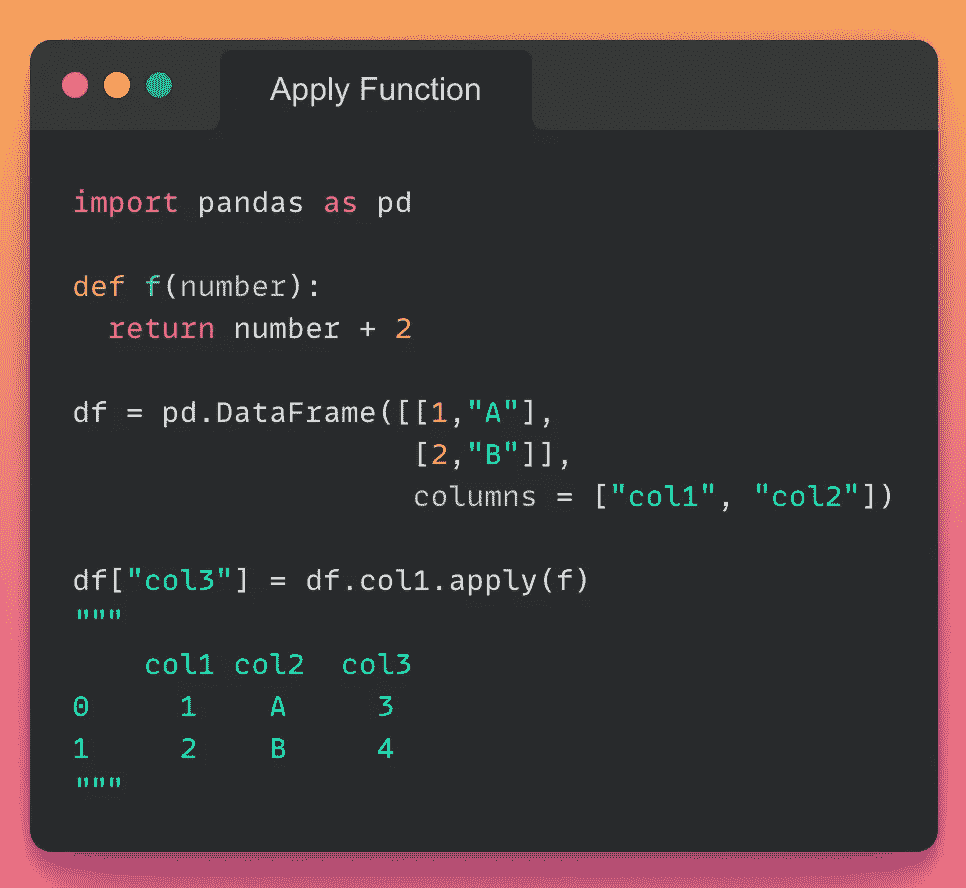 Apply Function
import pandas as pd
def f(number):
  return number + 2
df = pd.DataFrame([[1,"A"],
                   [2,"B"]],
                   columns = ["col1", "col2"])
df["col3"] = df.col1.apply(f)
"""
    col1 col2  col3
0     1    A     3
1     2    B     4
"""